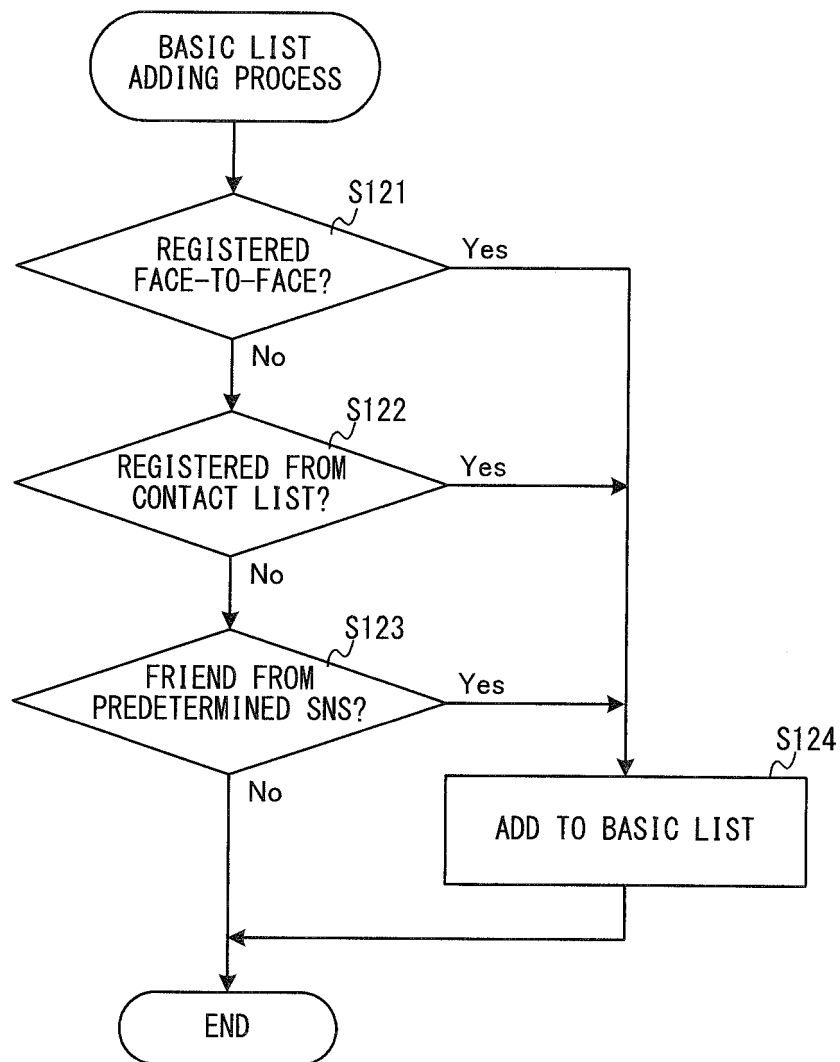 BASIC LIST
ADDING PROCESS
S121
REGISTERED
FACE-TO-FACE?
Yes
No
S122
REGISTERED FROM
CONTACT LIST?
Yes
No
S123
FRIEND FROM
PREDETERMINED SNS?
Yes
No
S124
ADD TO BASIC LIST
END